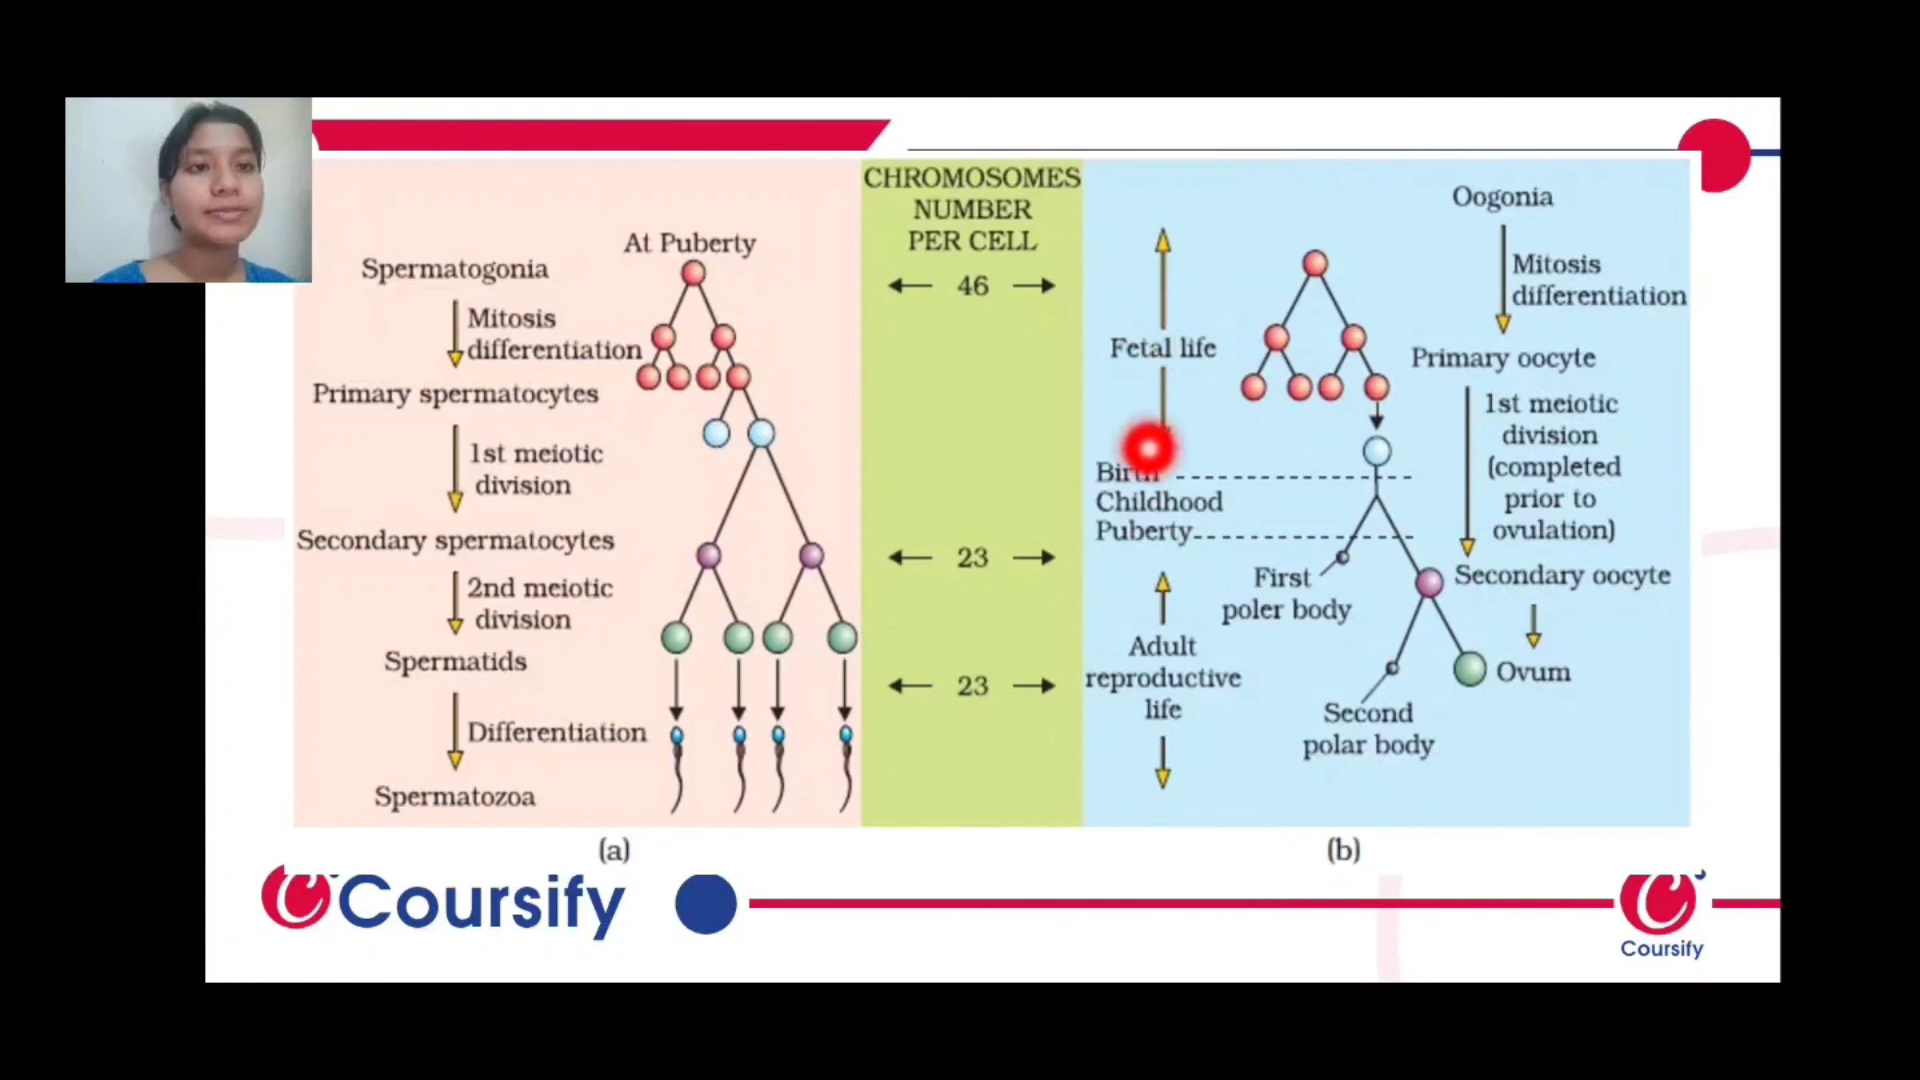 CHROMOSOMES
NUMBER
PER CELL
46
23
23
At Puberty
Spermatogonia
Mitosis
differentiation
Primary spermatocytes
1st meiotic
division
Secondary spermatocytes
2nd meiotic
division
Spermatids
Differentiation
Spermatozoa
(a)
Oogonia
Mitosis
differentiation
Fetal life
Primary oocyte
1st meiotic
division
(completed
prior to
ovulation)
Birth
Childhood
Puberty
First
poler body
Secondary oocyte
Adult
reproductive
life
Ovum
Second
polar body
(b)
Coursify
Coursify